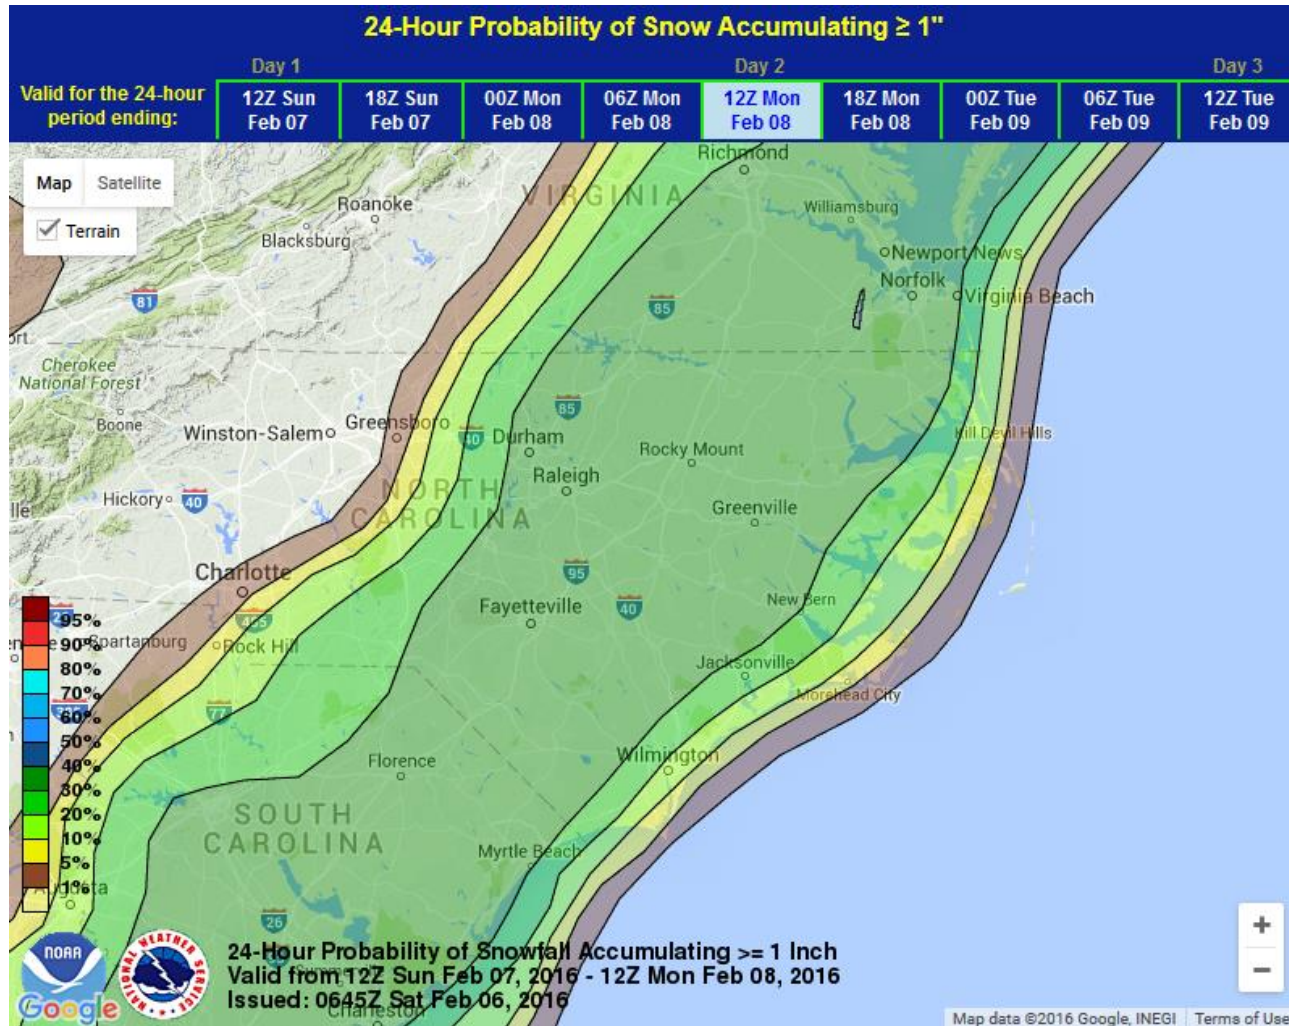 24-Hour Probability of Snow Accumulating ≥ 1"
Day 1
Day 2
Day 3
Valid for the 24-hour
period ending:
12Z Sun
Feb 07
18Z Sun
Feb 07
00Z Mon
Feb 08
06Z Mon
Feb 08
12Z Mon
Feb 08
18Z Mon
Feb 08
00Z Tue
Feb 09
06Z Tue
Feb 09
12Z Tue
Feb 09
Map
Satellite
Terrain
Richmond
VIRGINIA
Roanoke
Williamsburg
Blacksburg
Newport News
Norfolk
81
Virginia Beach
85
ort
Cherokee
National Forest
Boone
85
Winston-Salem
Greensboro
40
Durham
Kill Devil Hills
Rocky Mount
Raleigh
Hickory
40
NORTH
CAROLINA
Greenville
Charlotte
95
Fayetteville
40
New Bern
485
Spartanburg
Rock Hill
Jacksonville
Morehead City
77
Wilmington
Florence
SOUTH
CAROLINA
Myrtle Beach
Augusta
26
95%
90%
80%
70%
60%
50%
40%
30%
20%
10%
5%
1%
NOAA
NATIONAL WEATHER SERVICE
Google
24-Hour Probability of Snowfall Accumulating >= 1 Inch
Valid from 12Z Sun Feb 07, 2016 - 12Z Mon Feb 08, 2016
Issued: 0645Z Sat Feb 06, 2016
Charleston
+
−
Map data ©2016 Google, INEGI
Terms of Use